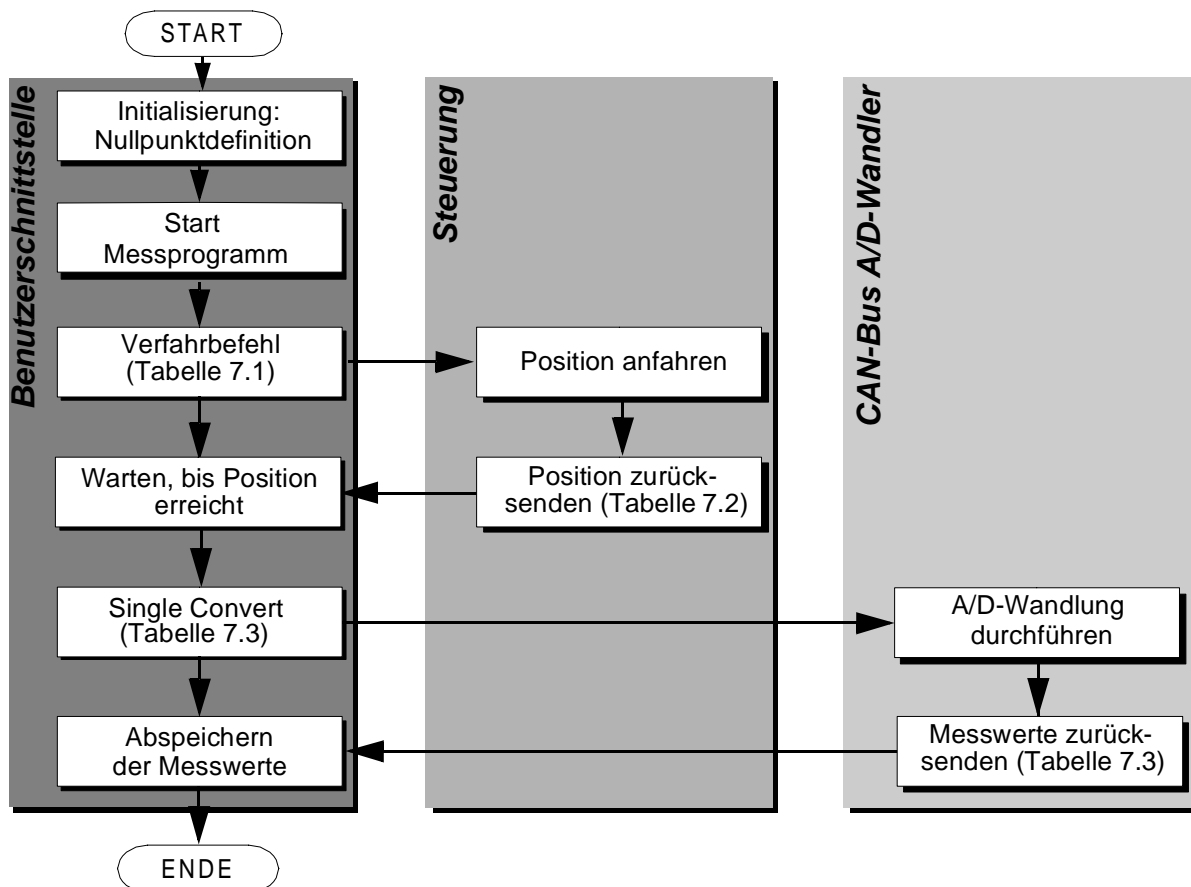 START
Benutzerschnittstelle
Initialisierung:
Nullpunktdefinition
Start
Messprogramm
Verfahrbefehl
(Tabelle 7.1)
Warten, bis Position
erreicht
Single Convert
(Tabelle 7.3)
Abspeichern
der Messwerte
ENDE
Steuerung
Position anfahren
Position zurück-
senden (Tabelle 7.2)
CAN-Bus A/D-Wandler
A/D-Wandlung
durchführen
Messwerte zurück-
senden (Tabelle 7.3)